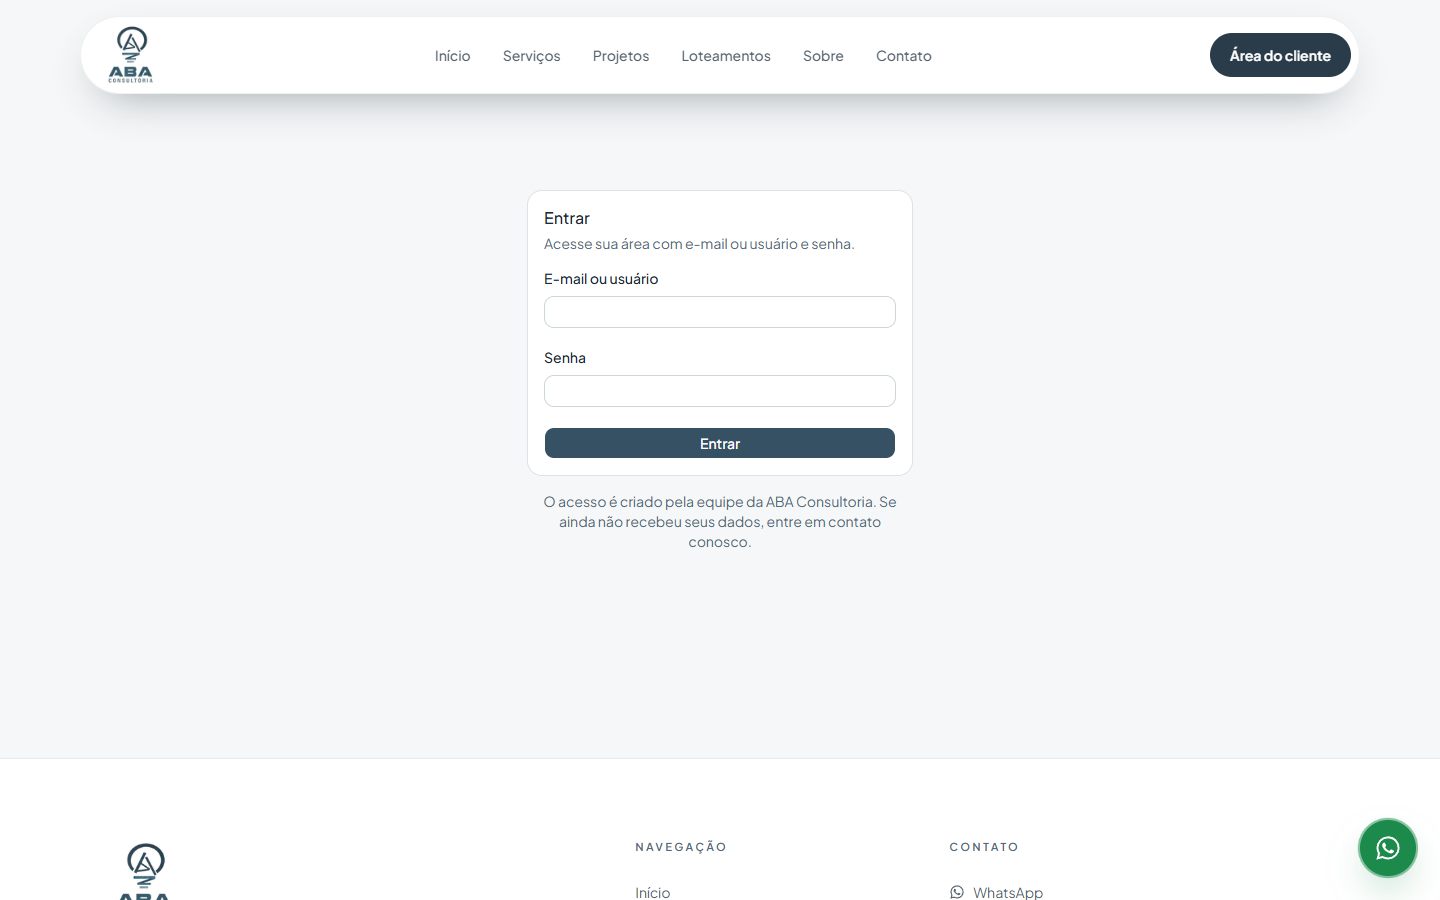 ABA
CONSULTORIA
Início
Serviços
Projetos
Loteamentos
Sobre
Contato
Área do cliente
Entrar
Acesse sua área com e-mail ou usuário e senha.
E-mail ou usuário
Senha
Entrar
O acesso é criado pela equipe da ABA Consultoria. Se
ainda não recebeu seus dados, entre em contato
conosco.
ABA
NAVEGAÇÃO
Início
CONTATO
WhatsApp